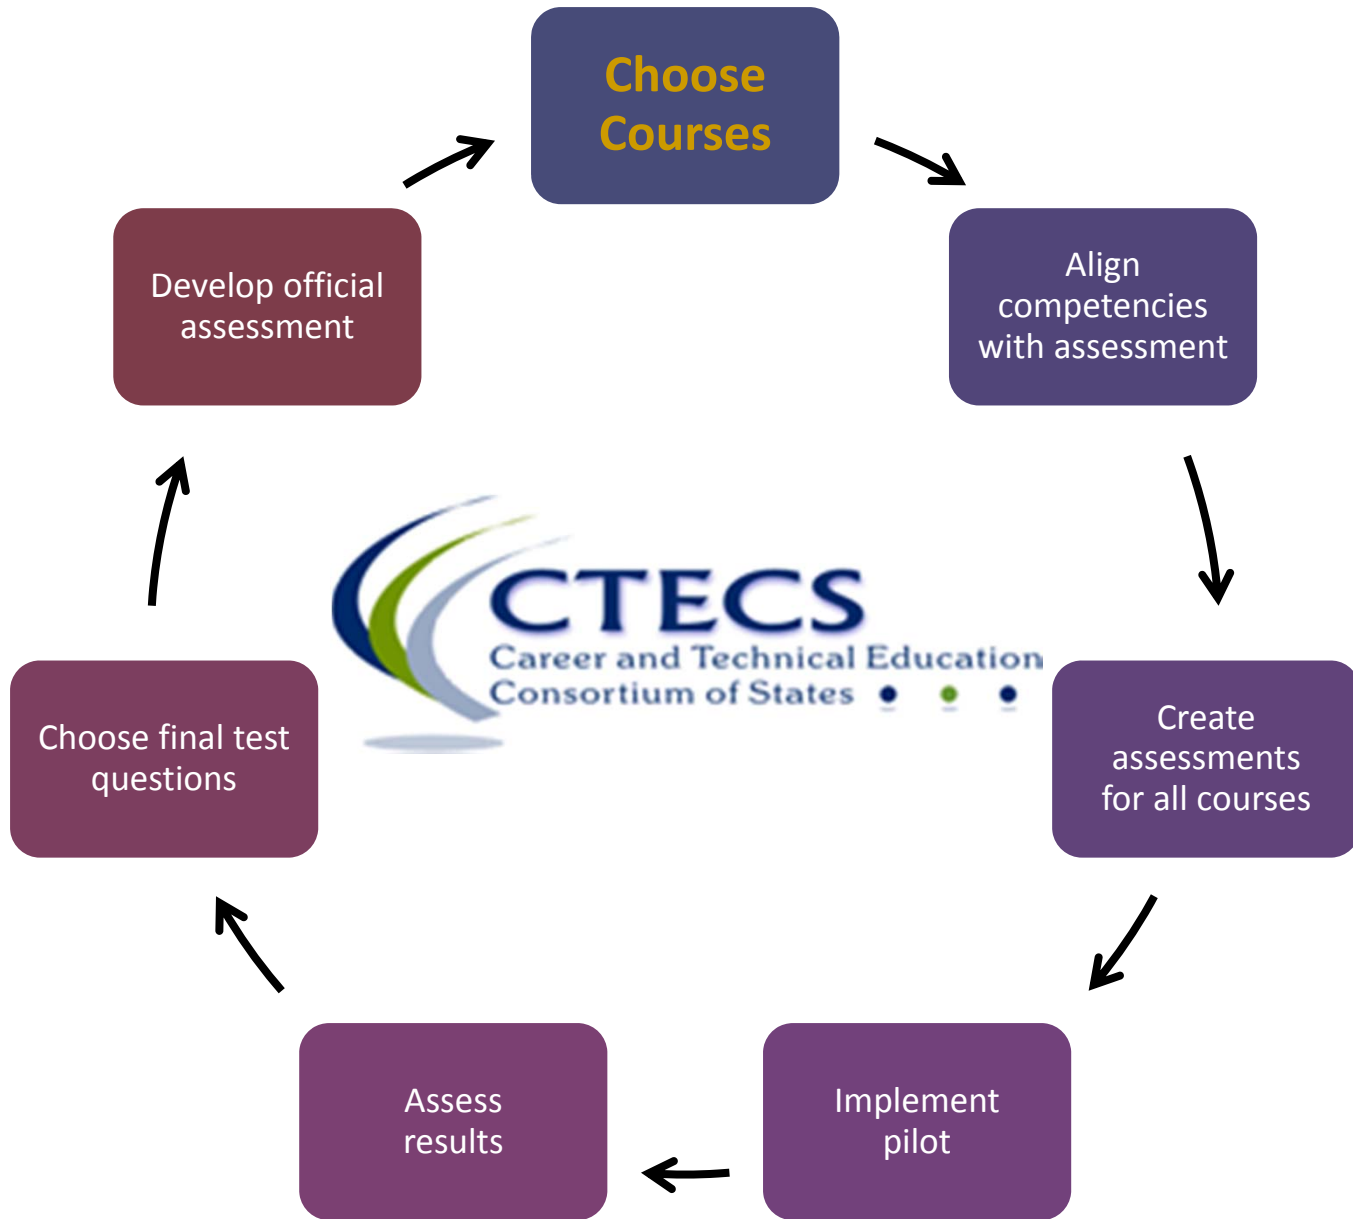 Choose
Courses
Align
competencies
with assessment
Create
assessments
for all courses
Implement
pilot
Assess
results
Choose final test
questions
Develop official
assessment
CTECS
Career and Technical Education
Consortium of States